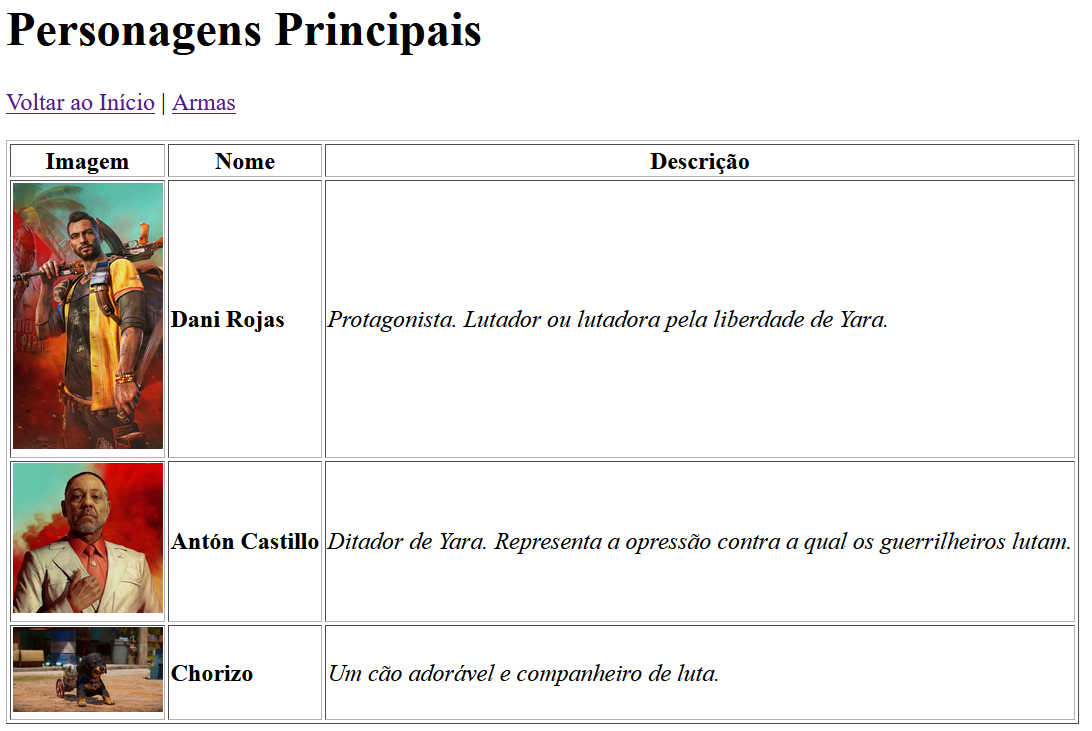 Personagens Principais
Voltar ao Início | Armas
Imagem Nome Descrição
Dani Rojas Protagonista. Lutador ou lutadora pela liberdade de Yara.
Antón Castillo Ditador de Yara. Representa a opressão contra a qual os guerrilheiros lutam.
Chorizo Um cão adorável e companheiro de luta.